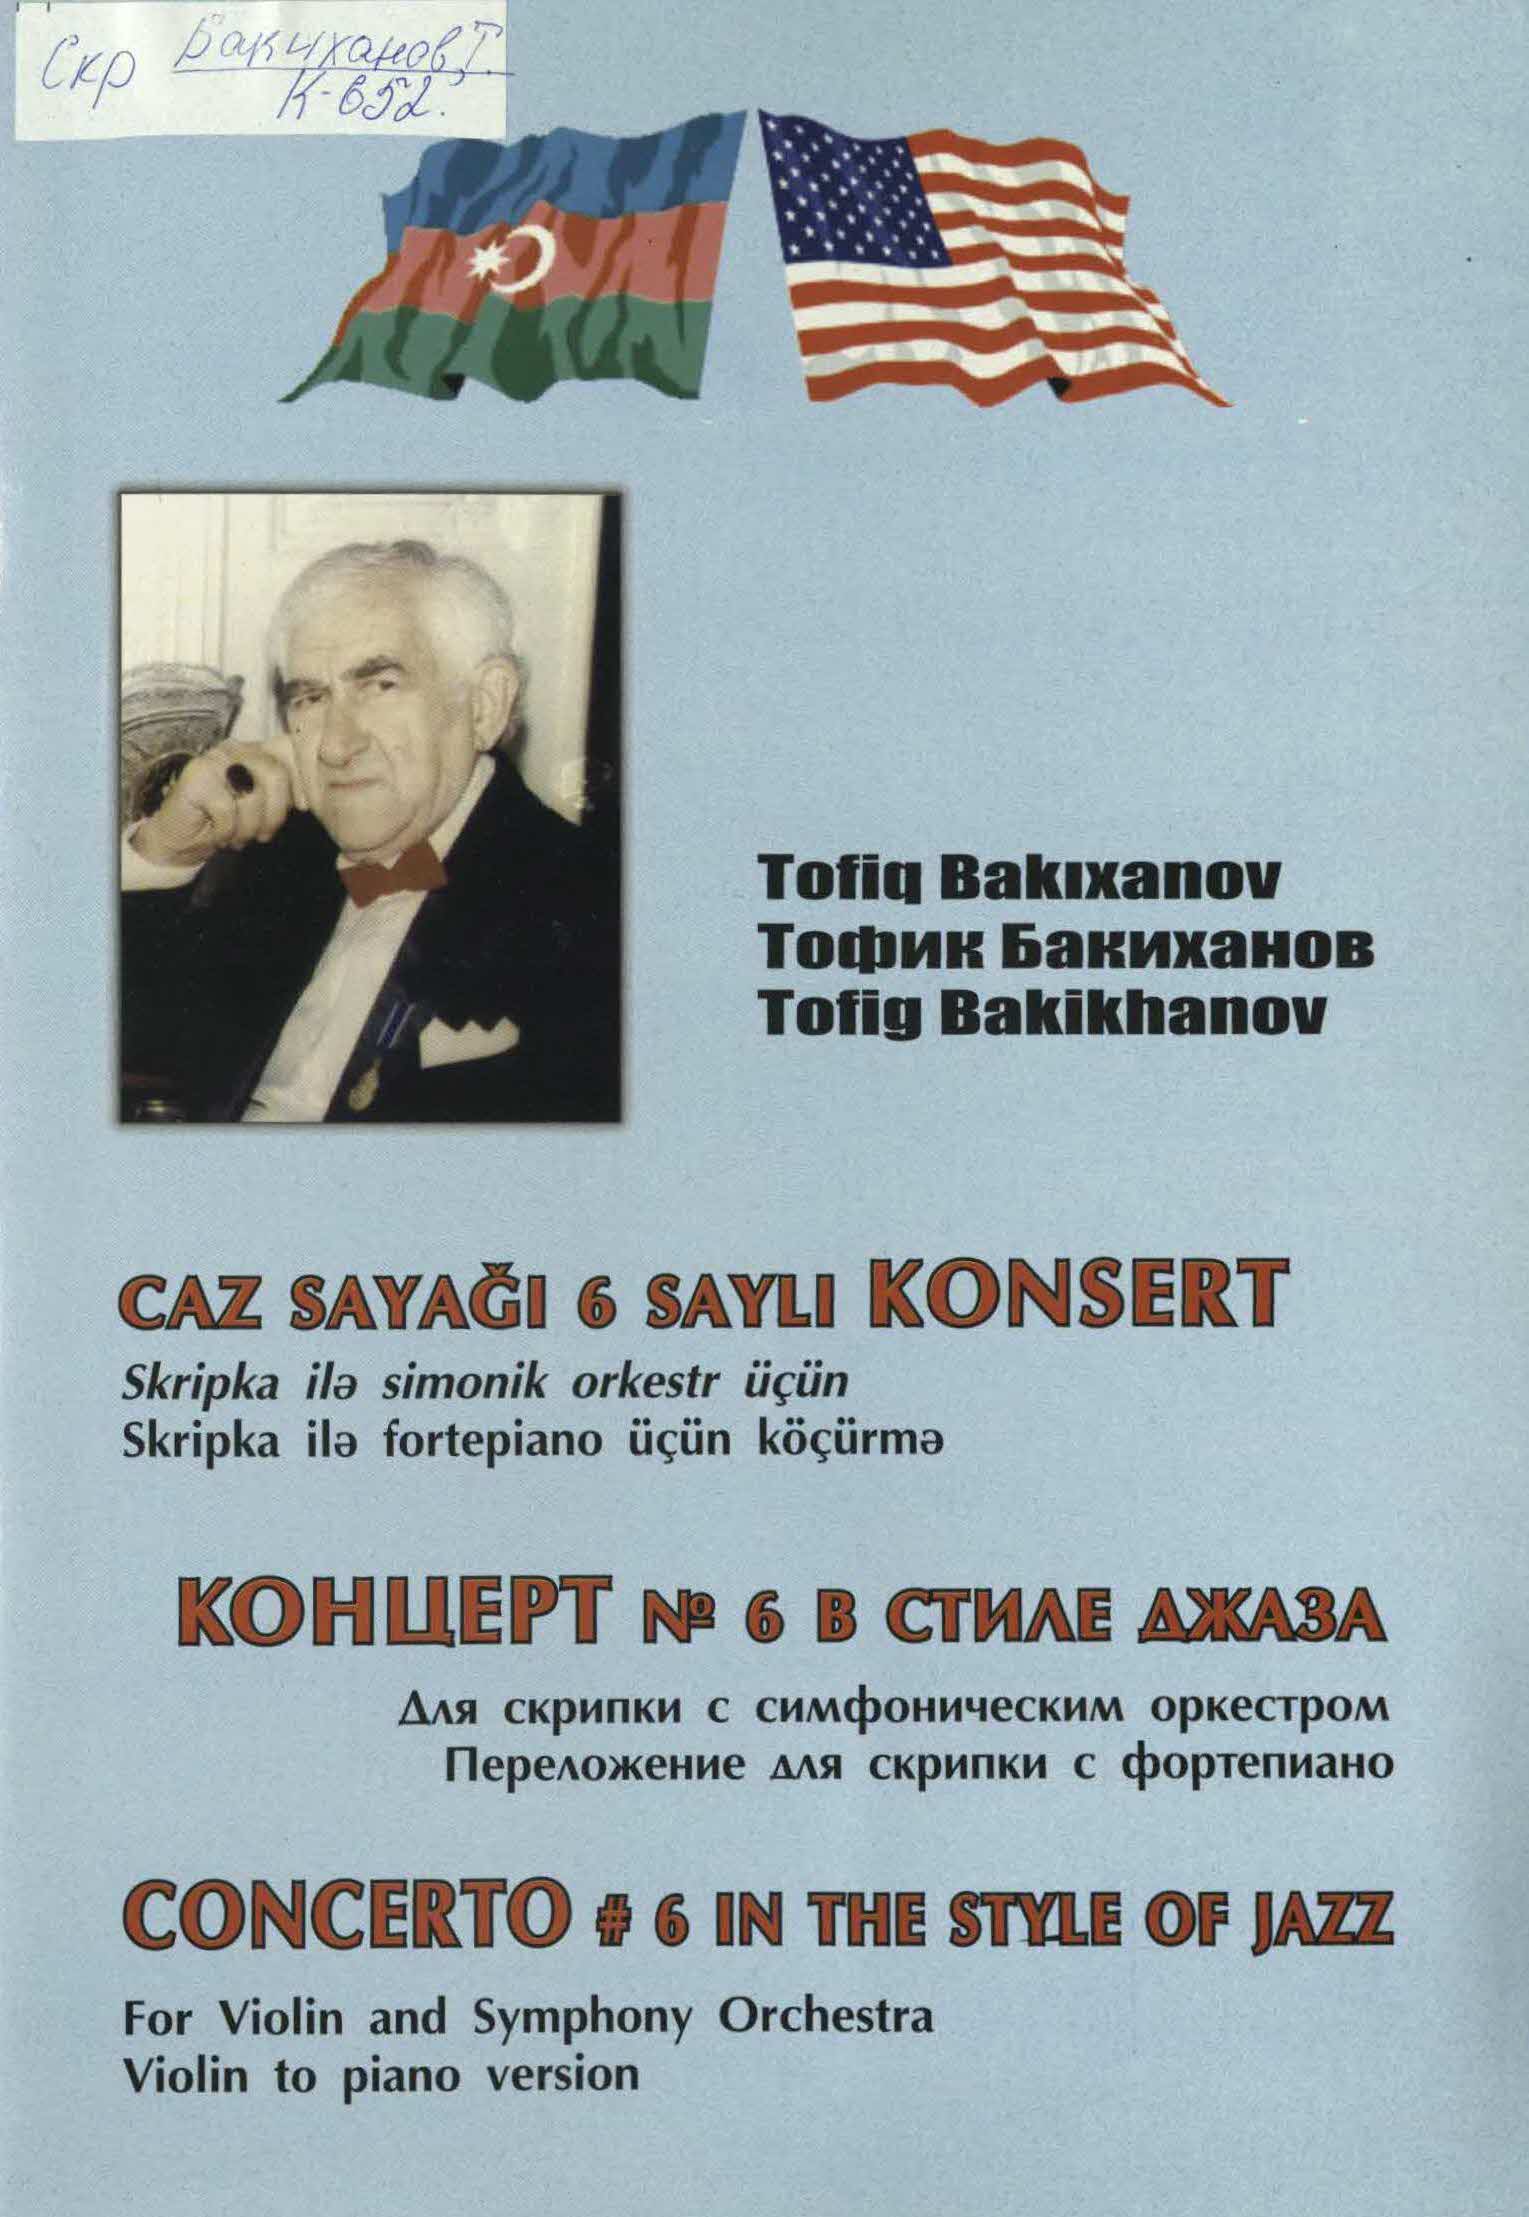 Скр Бакиханов, Т.
К-652.
Tofiq Bakıxanov
Тофик Бакиханов
Tofig Bakikhanov
CAZ SAYAĞI 6 SAYLI KONSERT
Skripka ilə simonik orkestr üçün
Skripka ilə fortepiano üçün köçürmə
КОНЦЕРТ № 6 В СТИЛЕ ДЖАЗА
Для скрипки с симфоническим оркестром
Переложение для скрипки с фортепиано
CONCERTO # 6 IN THE STYLE OF JAZZ
For Violin and Symphony Orchestra
Violin to piano version